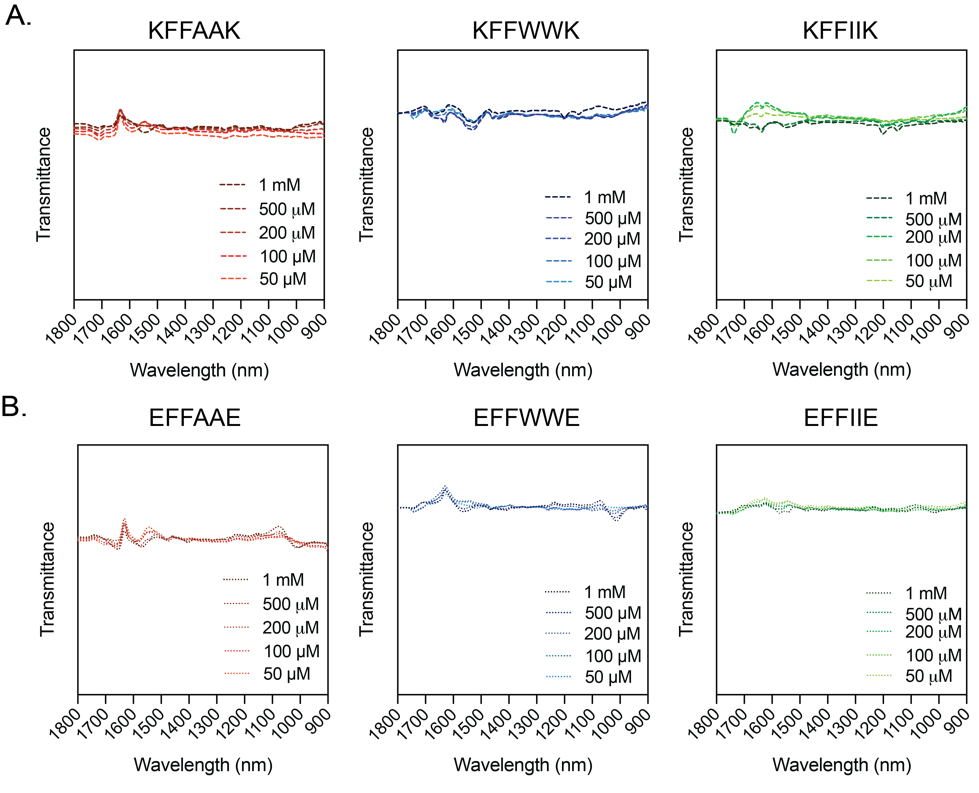 A.
KFFAAK
KFFWWK
KFFIIK
Transmittance
1 mM
500 µM
200 µM
100 µM
50 µM
1800 1700 1600 1500 1400 1300 1200 1100 1000 900
Wavelength (nm)
Transmittance
1 mM
500 µM
200 µM
100 µM
50 µM
1800 1700 1600 1500 1400 1300 1200 1100 1000 900
Wavelength (nm)
Transmittance
1 mM
500 µM
200 µM
100 µM
50 µM
1800 1700 1600 1500 1400 1300 1200 1100 1000 900
Wavelength (nm)
B.
EFFAAE
EFFWWE
EFFIIE
Transmittance
1 mM
500 µM
200 µM
100 µM
50 µM
1800 1700 1600 1500 1400 1300 1200 1100 1000 900
Wavelength (nm)
Transmittance
1 mM
500 µM
200 µM
100 µM
50 µM
1800 1700 1600 1500 1400 1300 1200 1100 1000 900
Wavelength (nm)
Transmittance
1 mM
500 µM
200 µM
100 µM
50 µM
1800 1700 1600 1500 1400 1300 1200 1100 1000 900
Wavelength (nm)